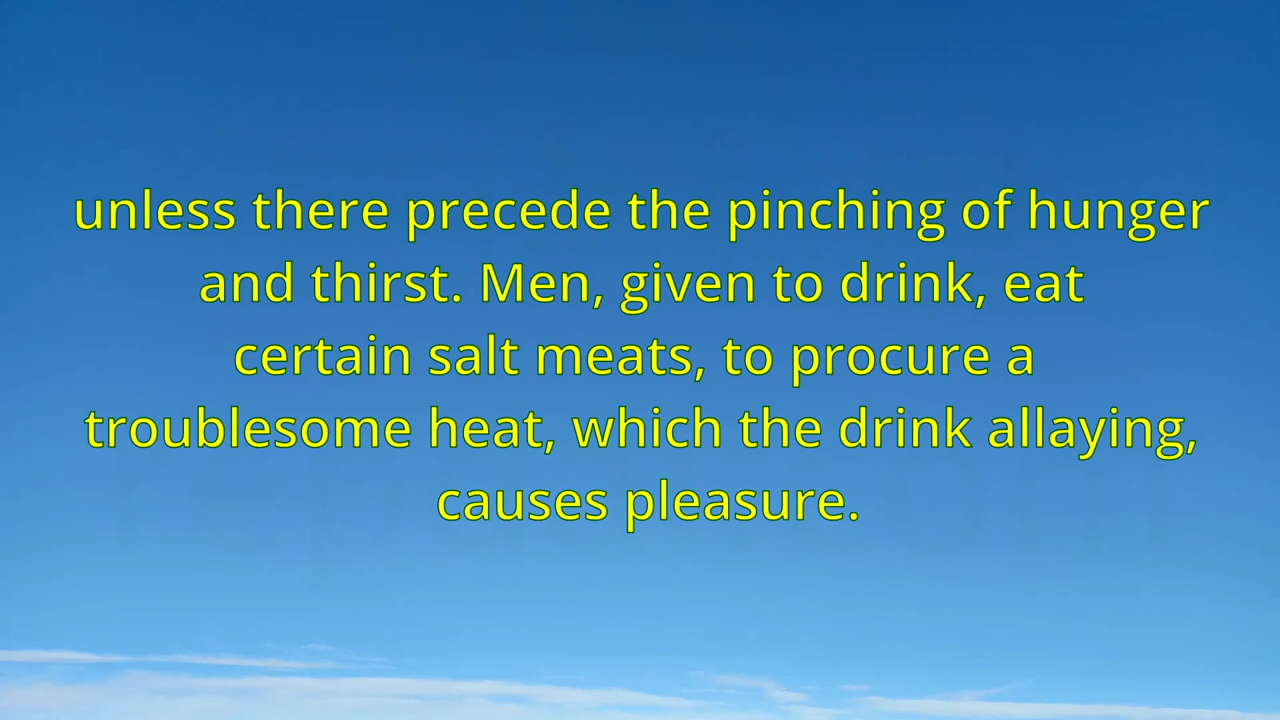 unless there precede the pinching of hunger
and thirst. Men, given to drink, eat
certain salt meats, to procure a
troublesome heat, which the drink allaying,
causes pleasure.